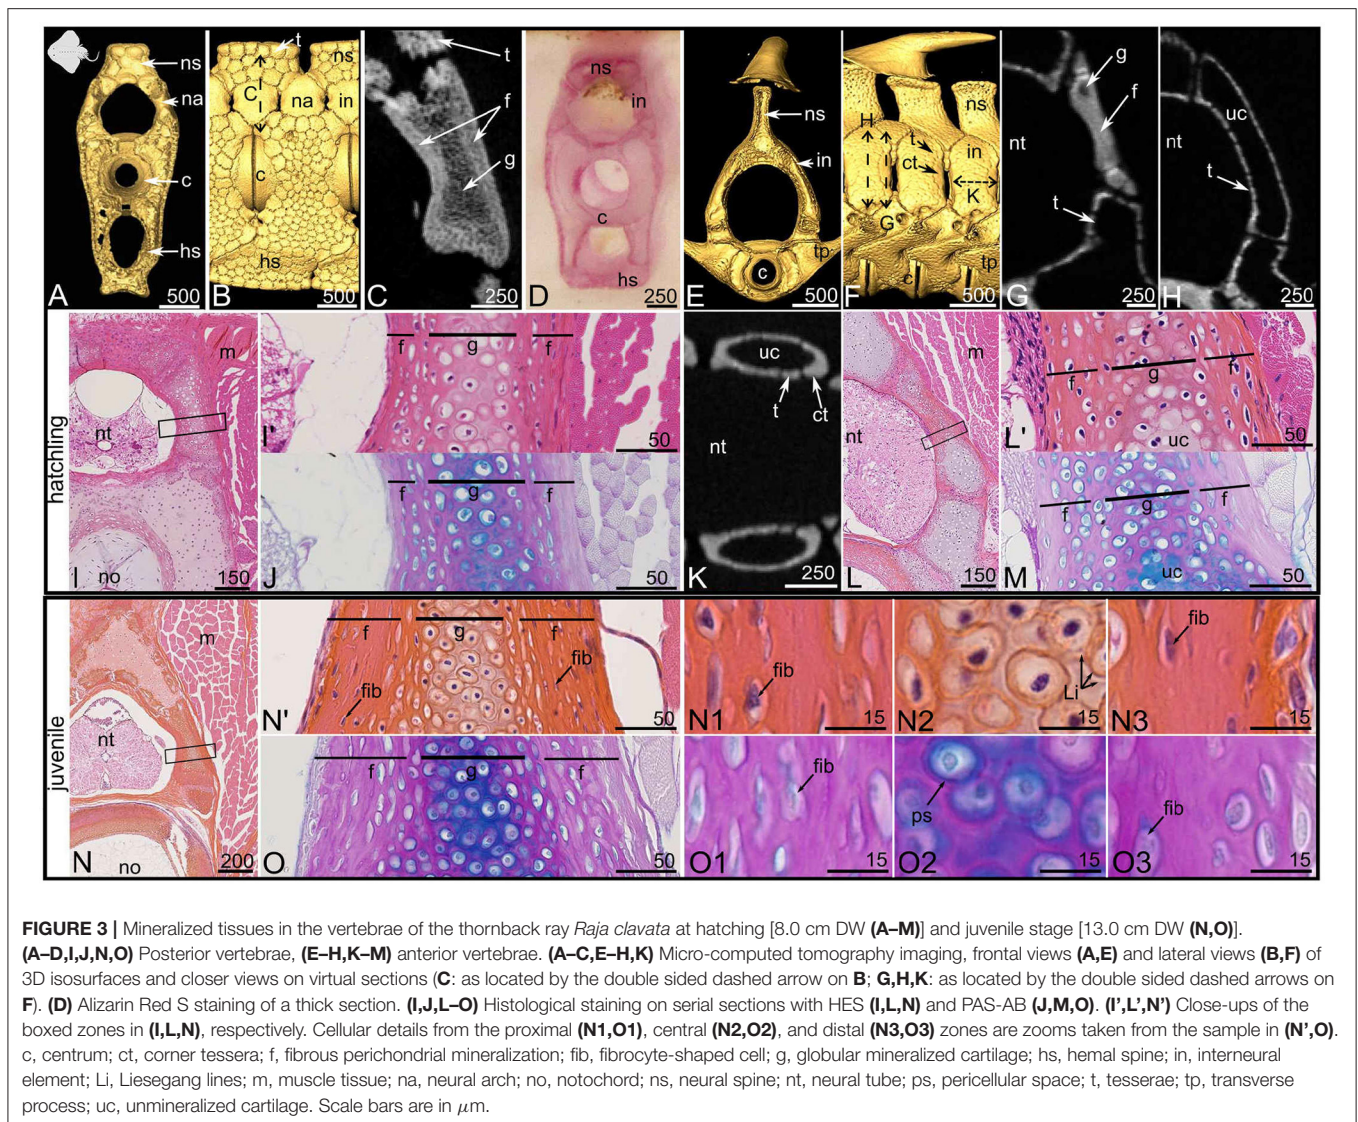 ns
na
c
hs
A
500
t
ns
C
na
in
c
hs
B
500
t
f
g
C
250
ns
in
c
hs
D
250
ns
in
tp
c
E
500
H
ns
t
in
ct
K
G
tp
c
F
500
g
f
nt
t
G
250
uc
nt
t
H
250
hatchling
m
nt
no
I
150
f
g
f
I'
50
f
g
f
J
50
uc
t
ct
nt
K
250
m
nt
L
150
f
g
f
L'
uc
50
f
g
f
M
uc
50
juvenile
m
nt
N
no
200
f
g
f
fib
fib
N'
50
f
g
f
O
50
fib
N1
15
Li
N2
15
fib
N3
15
fib
O1
15
ps
O2
15
fib
O3
15
FIGURE 3 | Mineralized tissues in the vertebrae of the thornback ray Raja clavata at hatching [8.0 cm DW (A–M)] and juvenile stage [13.0 cm DW (N,O)].
(A–D,I,J,N,O) Posterior vertebrae, (E–H,K–M) anterior vertebrae. (A–C,E–H,K) Micro-computed tomography imaging, frontal views (A,E) and lateral views (B,F) of
3D isosurfaces and closer views on virtual sections (C: as located by the double sided dashed arrow on B; G,H,K: as located by the double sided dashed arrows on
F). (D) Alizarin Red S staining of a thick section. (I,J,L–O) Histological staining on serial sections with HES (I,L,N) and PAS-AB (J,M,O). (I',L',N') Close-ups of the
boxed zones in (I,L,N), respectively. Cellular details from the proximal (N1,O1), central (N2,O2), and distal (N3,O3) zones are zooms taken from the sample in (N',O).
c, centrum; ct, corner tessera; f, fibrous perichondrial mineralization; fib, fibrocyte-shaped cell; g, globular mineralized cartilage; hs, hemal spine; in, interneural
element; Li, Liesegang lines; m, muscle tissue; na, neural arch; no, notochord; ns, neural spine; nt, neural tube; ps, pericellular space; t, tesserae; tp, transverse
process; uc, unmineralized cartilage. Scale bars are in μm.